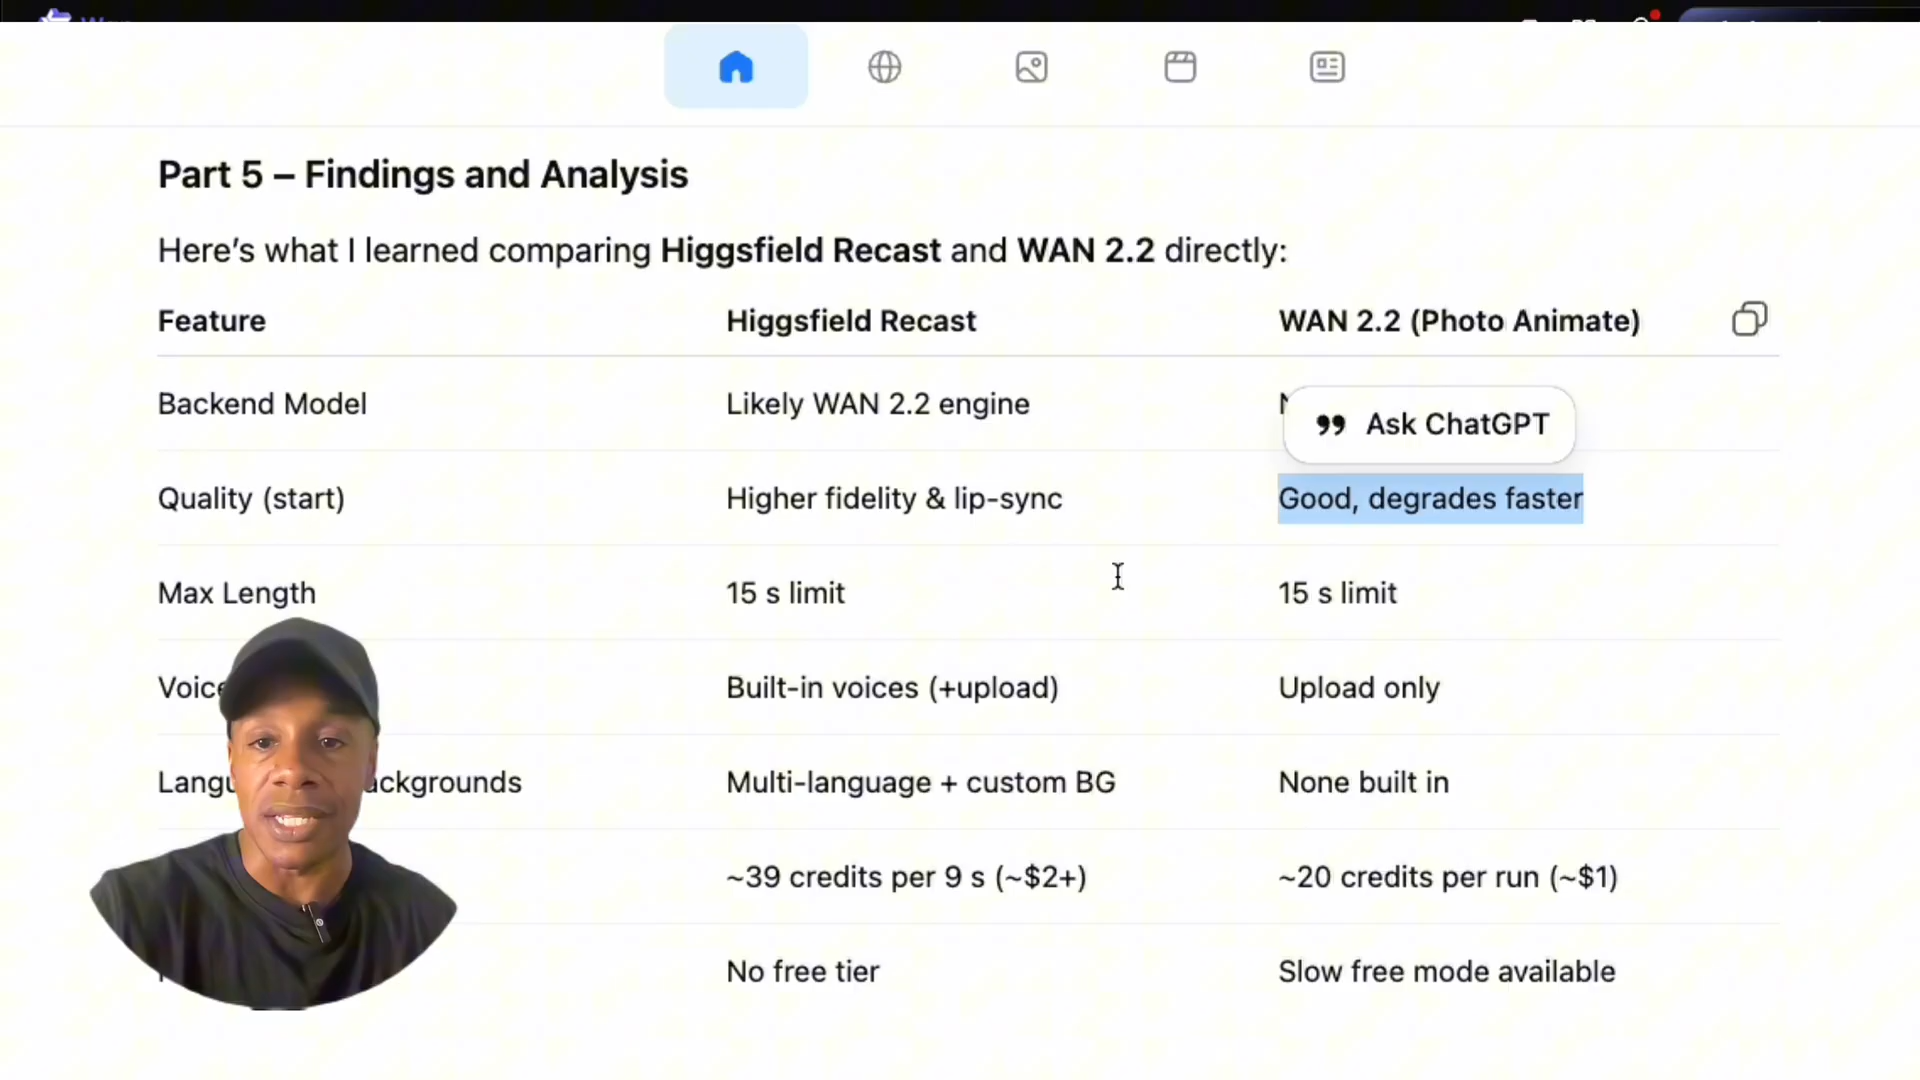 Part 5 – Findings and Analysis
Here’s what I learned comparing Higgsfield Recast and WAN 2.2 directly:
Feature Higgsfield Recast WAN 2.2 (Photo Animate)
Backend Model Likely WAN 2.2 engine
Ask ChatGPT
Quality (start) Higher fidelity & lip-sync Good, degrades faster
Max Length 15 s limit 15 s limit
Built-in voices (+upload) Upload only
Multi-language + custom BG None built in
~39 credits per 9 s (~$2+) ~20 credits per run (~$1)
No free tier Slow free mode available